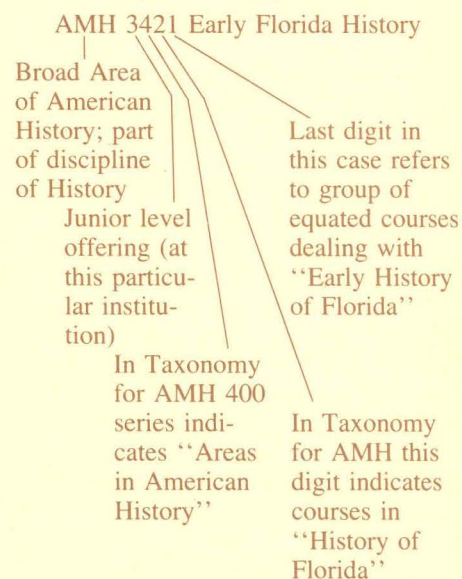 AMH 3421 Early Florida History
Broad Area
of American
History; part
of discipline
of History
Junior level
offering (at
this particu-
lar institu-
tion)
In Taxonomy
for AMH 400
series indi-
cates ‘‘Areas
in American
History’’
In Taxonomy
for AMH this
digit indicates
courses in
‘‘History of
Florida’’
Last digit in
this case refers
to group of
equated courses
dealing with
‘‘Early History
of Florida’’